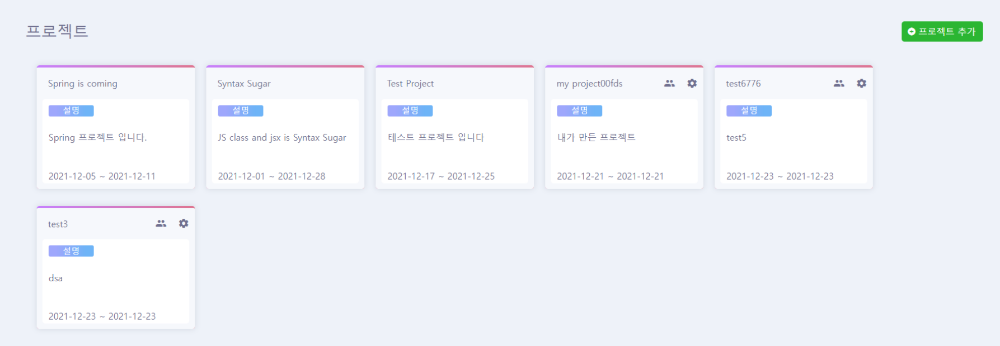 프로젝트
프로젝트 추가
Spring is coming
설명
Spring 프로젝트 입니다.
2021-12-05 ~ 2021-12-11
Syntax Sugar
설명
JS class and jsx is Syntax Sugar
2021-12-01 ~ 2021-12-28
Test Project
설명
테스트 프로젝트 입니다
2021-12-17 ~ 2021-12-25
my project00fds
설명
내가 만든 프로젝트
2021-12-21 ~ 2021-12-21
test6776
설명
test5
2021-12-23 ~ 2021-12-23
test3
설명
dsa
2021-12-23 ~ 2021-12-23